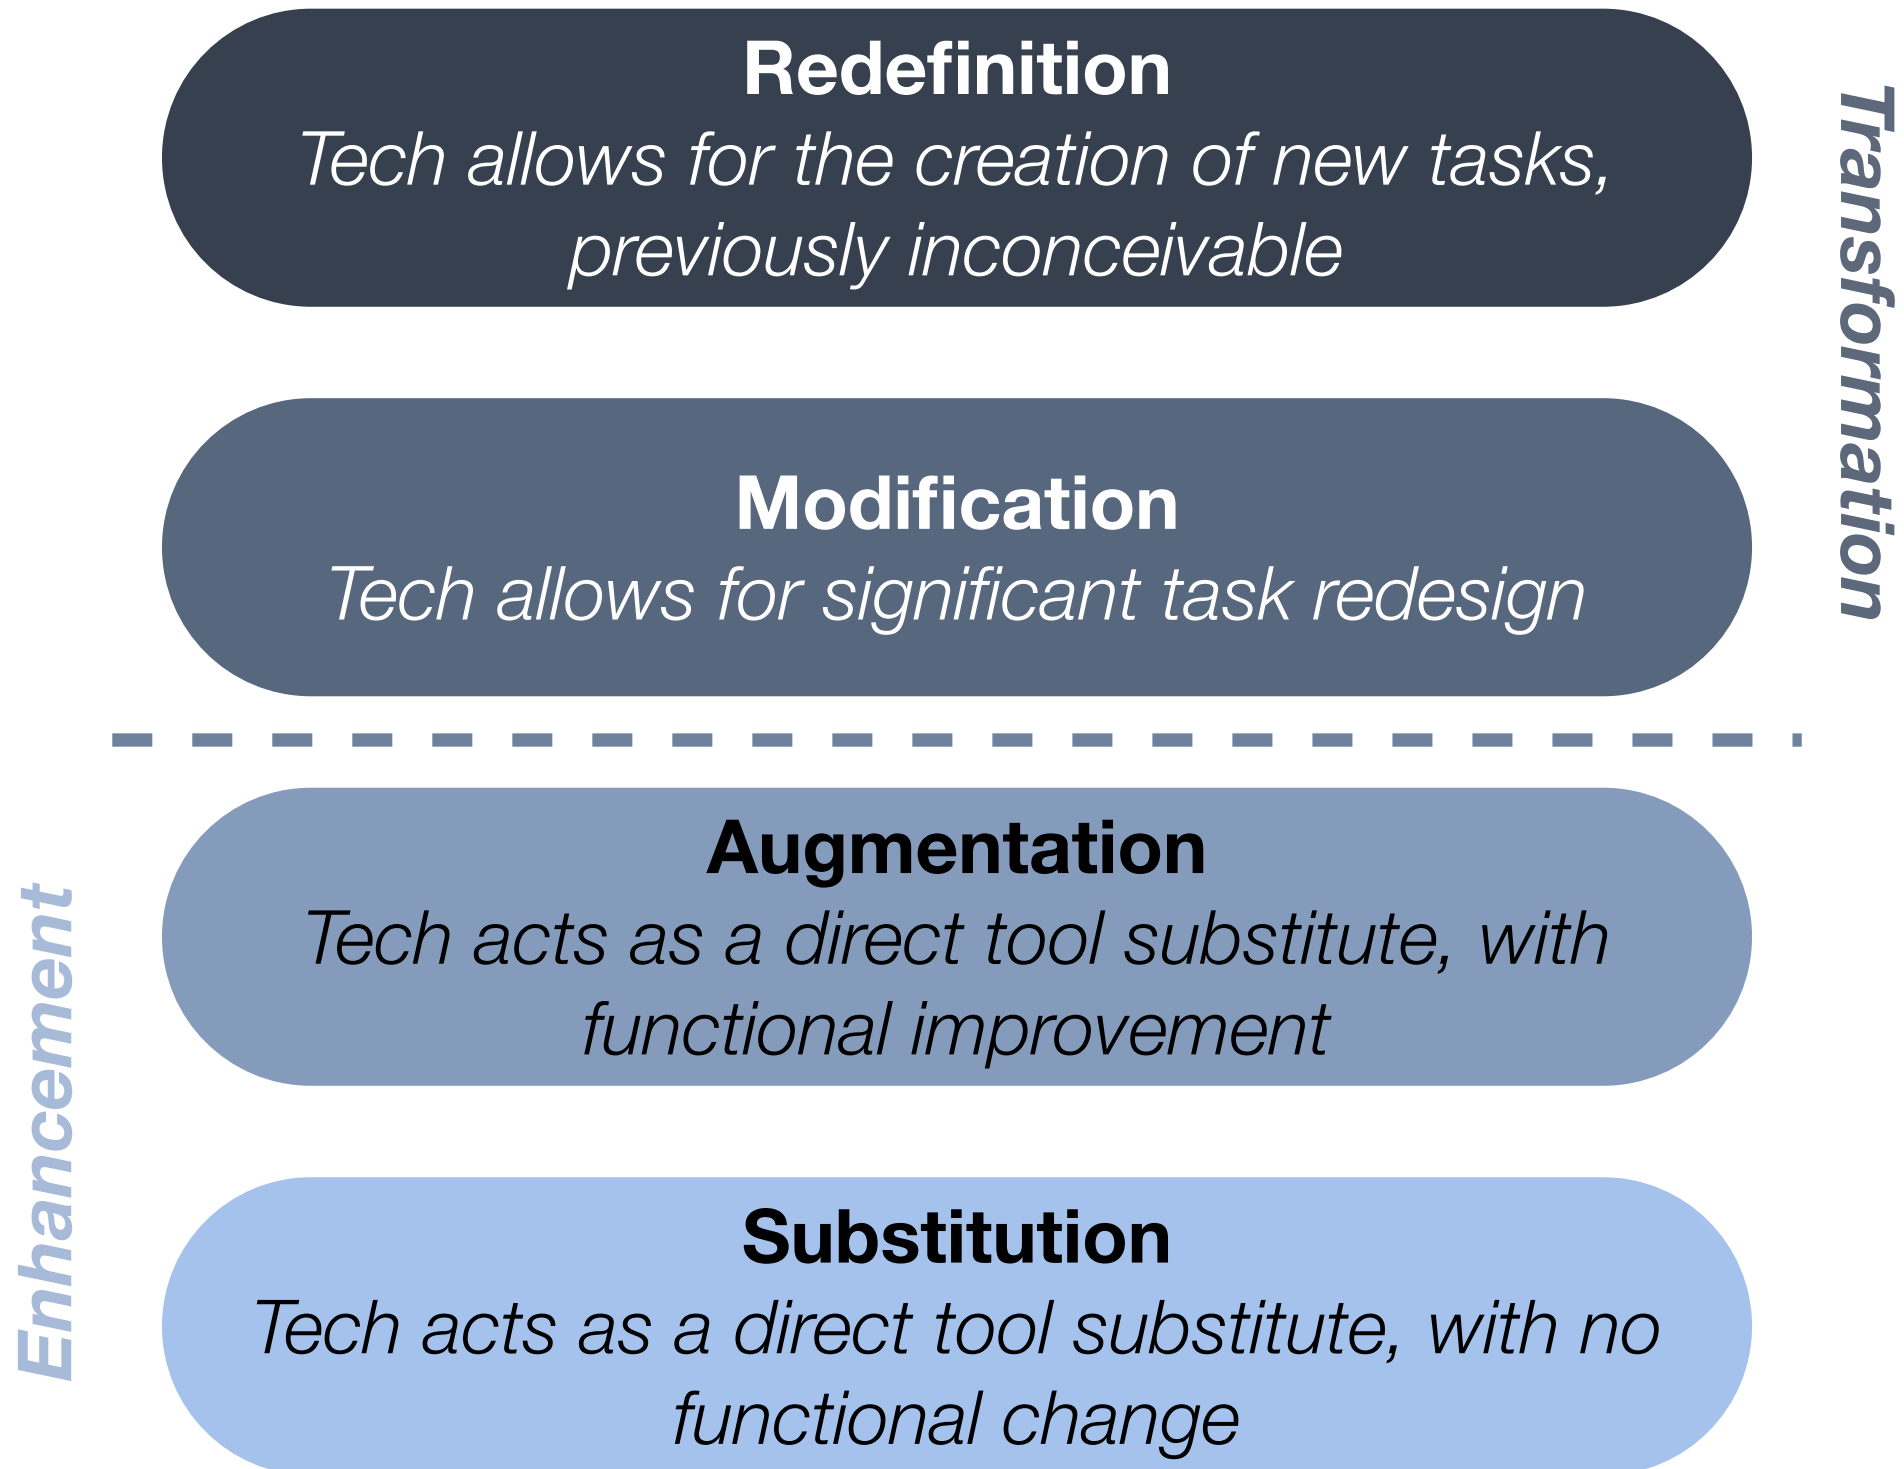 Redefinition
Tech allows for the creation of new tasks,
previously inconceivable
Transformation
Modification
Tech allows for significant task redesign
Augmentation
Tech acts as a direct tool substitute, with
functional improvement
Enhancement
Substitution
Tech acts as a direct tool substitute, with no
functional change